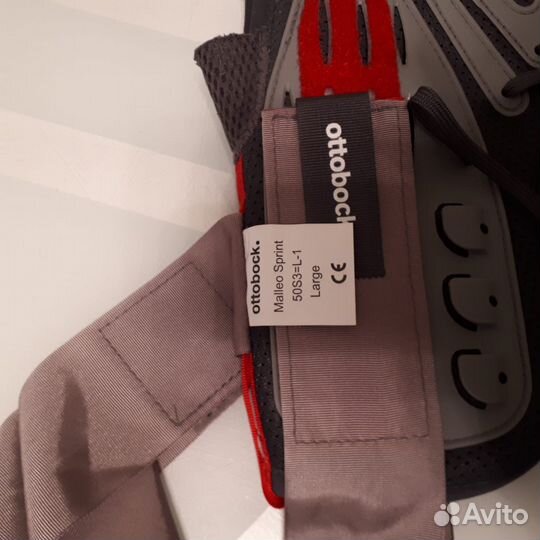 ottobock.
ottobock.
Malleo Sprint
50S3=L-1
Large
CE
Avito